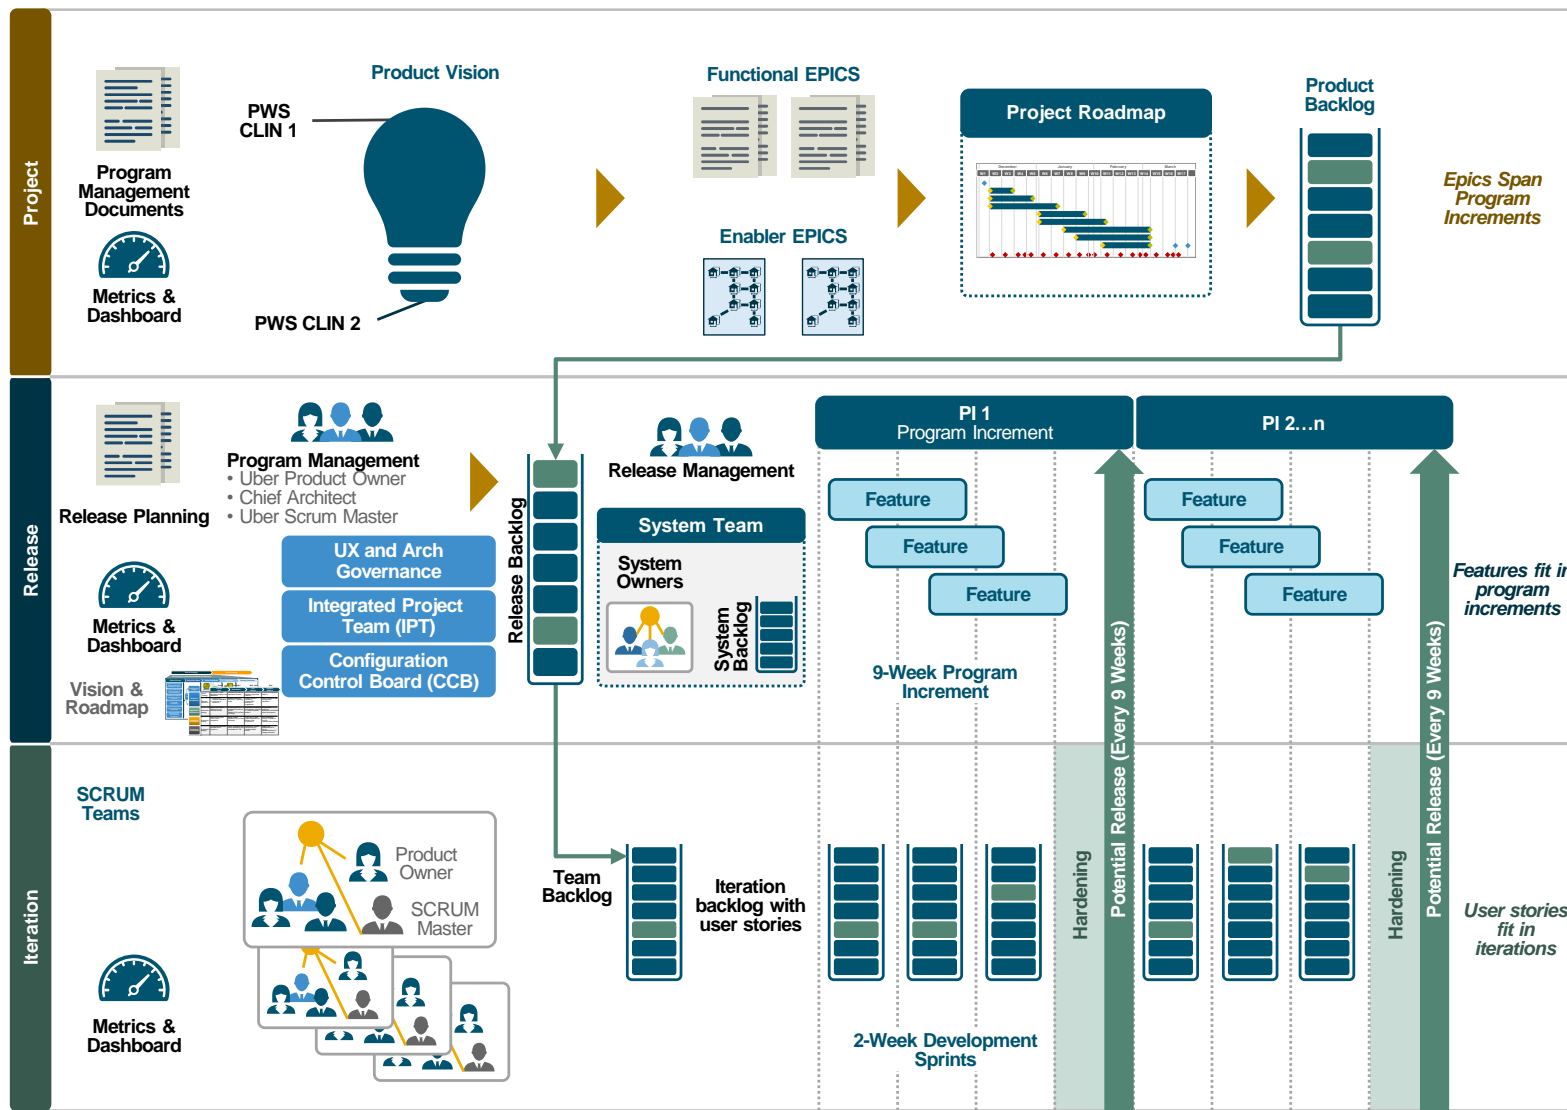 Project
Program
Management
Documents
Metrics &
Dashboard
Product Vision
PWS
CLIN 1
PWS CLIN 2
Functional EPICS
Enabler EPICS
Project Roadmap
December
January
February
March
Product
Backlog
Epics Span
Program
Increments
Release
Release Planning
Metrics &
Dashboard
Vision &
Roadmap
Program Management
• Uber Product Owner
• Chief Architect
• Uber Scrum Master
UX and Arch
Governance
Integrated Project
Team (IPT)
Configuration
Control Board (CCB)
Release Backlog
Release Management
System Team
System
Owners
System
Backlog
PI 1
Program Increment
PI 2...n
Feature
Feature
Feature
Feature
Feature
Feature
9-Week Program
Increment
Potential Release (Every 9 Weeks)
Potential Release (Every 9 Weeks)
Features fit in
program
increments
Iteration
SCRUM
Teams
Metrics &
Dashboard
Product
Owner
SCRUM
Master
Team
Backlog
Iteration
backlog with
user stories
Hardening
Hardening
2-Week Development
Sprints
User stories
fit in
iterations